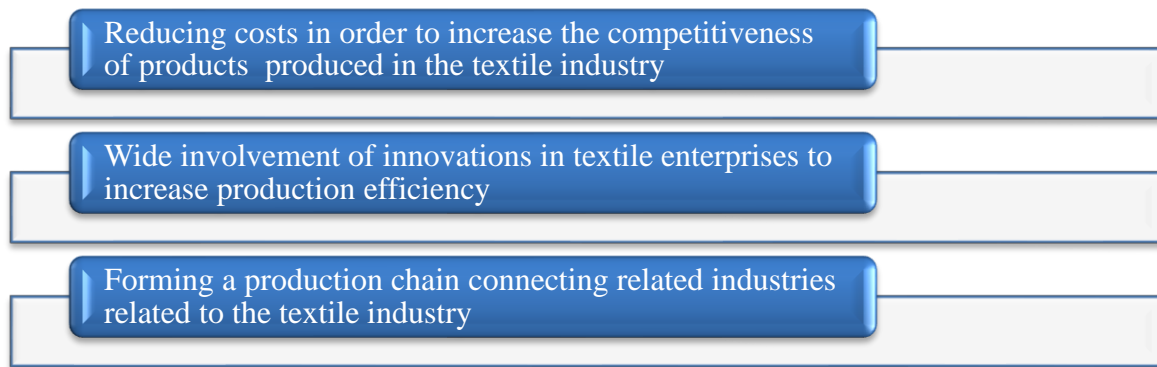 Reducing costs in order to increase the competitiveness
of products  produced in the textile industry
Wide involvement of innovations in textile enterprises to
increase production efficiency
Forming a production chain connecting related industries
related to the textile industry